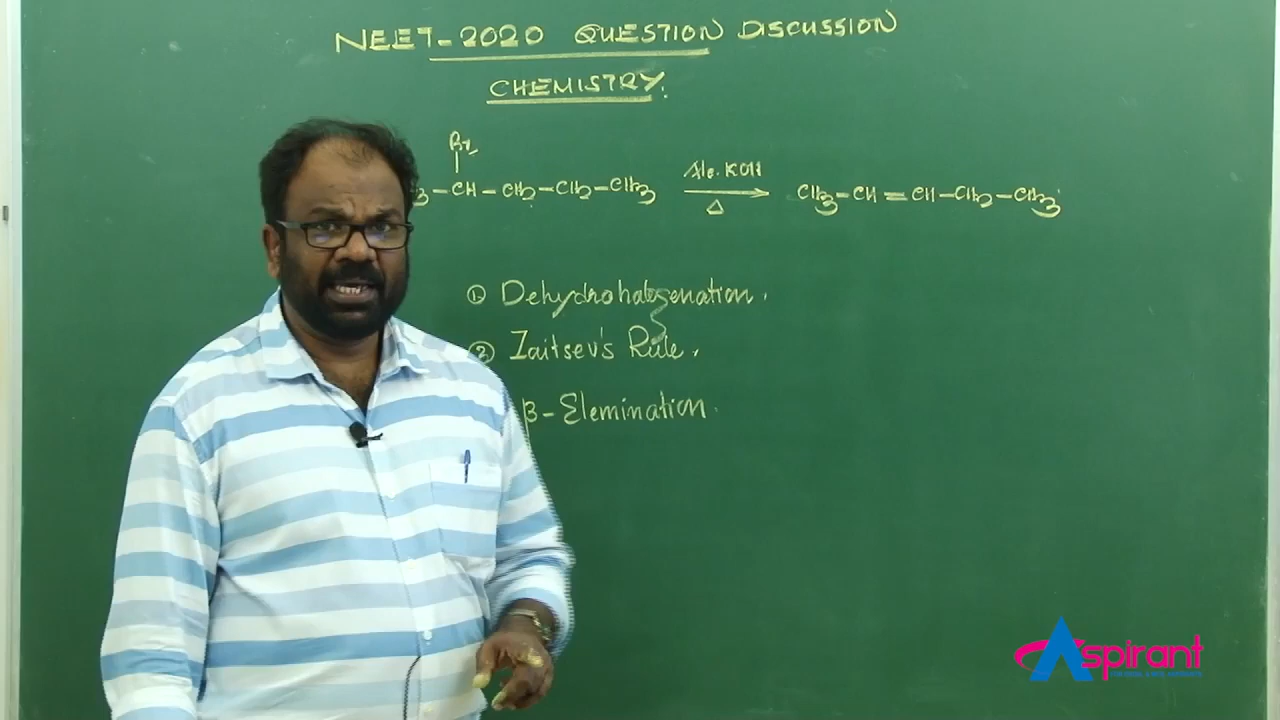 NEET-2020 QUESTION DISCUSSION
CHEMISTRY.
Br
3-CH-CH2-CH2-CH3 Alc. KOH CH3-CH=CH-CH2-CH3
Δ
① Dehydrohalogenation.
② Zaitsev's Rule.
β-Elemination.
Aspirant